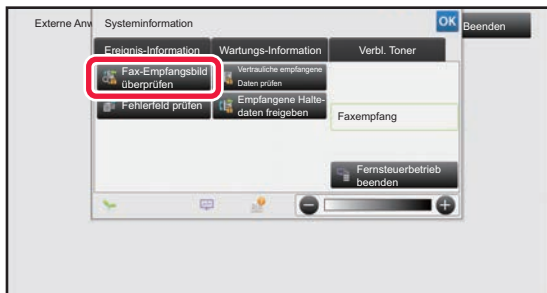 Externe Anw
Systeminformation
OK
Beenden
Ereignis-Information
Wartungs-Information
Verbl. Toner
Fax-Empfangsbild
überprüfen
Vertrauliche empfangene
Daten prüfen
Fehlerfeld prüfen
Empfangene Halte-
daten freigeben
Faxempfang
Fernsteuerbetrieb
beenden